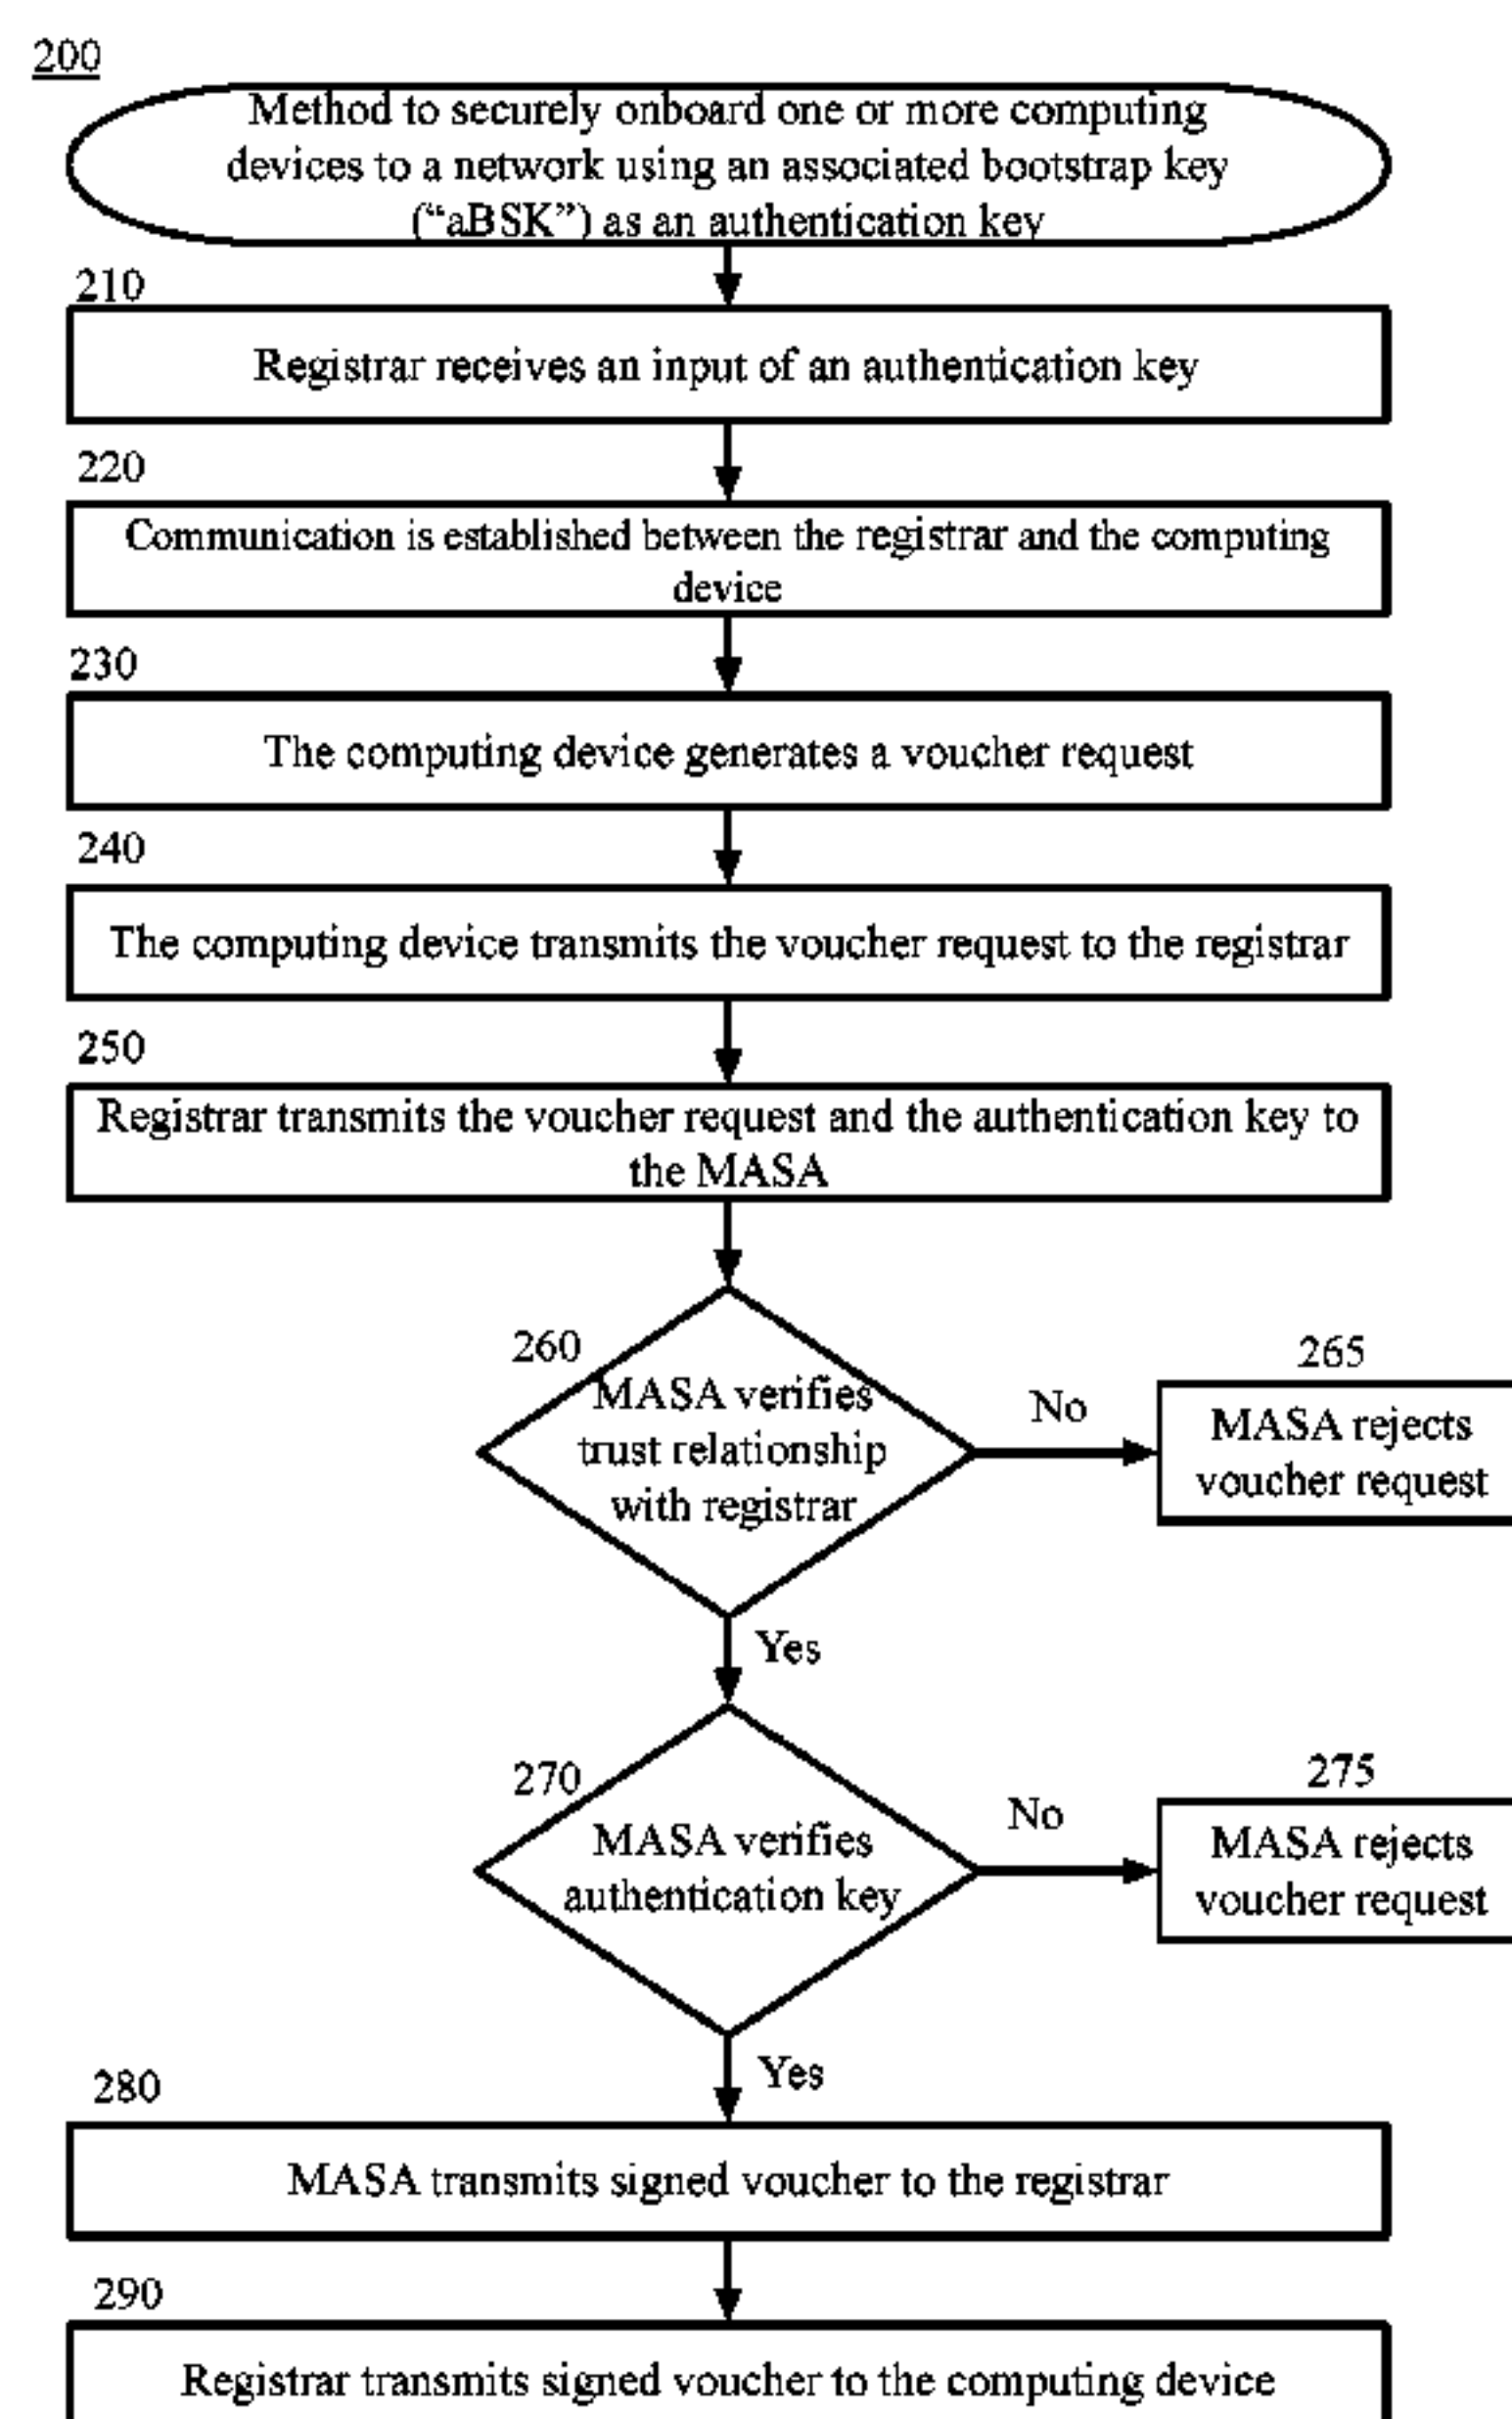 200
Method to securely onboard one or more computing
devices to a network using an associated bootstrap key
(“aBSK”) as an authentication key
210
Registrar receives an input of an authentication key
220
Communication is established between the registrar and the computing
device
230
The computing device generates a voucher request
240
The computing device transmits the voucher request to the registrar
250
Registrar transmits the voucher request and the authentication key to
the MASA
260
MASA verifies
trust relationship
with registrar
No
265
MASA rejects
voucher request
Yes
270
MASA verifies
authentication key
No
275
MASA rejects
voucher request
Yes
280
MASA transmits signed voucher to the registrar
290
Registrar transmits signed voucher to the computing device